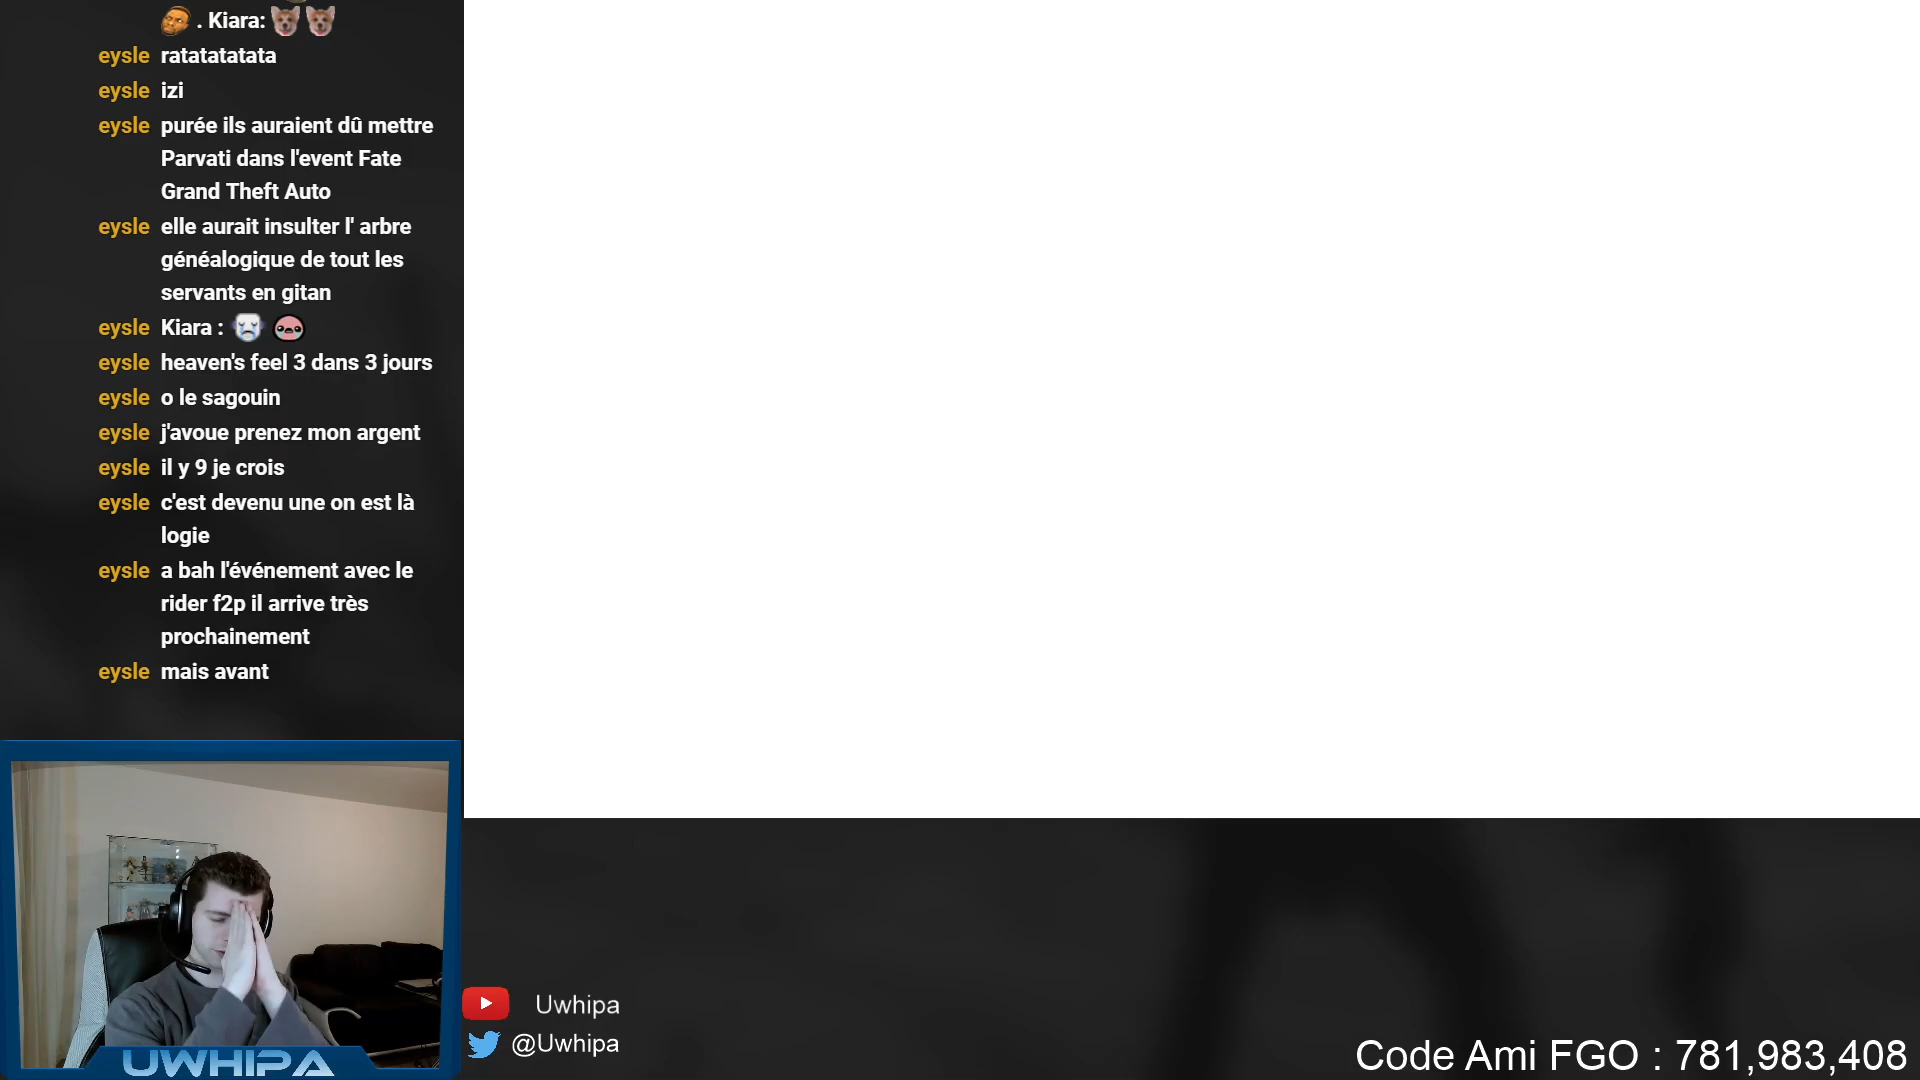 . Kiara:
eysle ratatatatata
eysle izi
eysle purée ils auraient dû mettre
Parvati dans l'event Fate
Grand Theft Auto
eysle elle aurait insulter l' arbre
généalogique de tout les
servants en gitan
eysle Kiara :
eysle heaven's feel 3 dans 3 jours
eysle o le sagouin
eysle j'avoue prenez mon argent
eysle il y 9 je crois
eysle c'est devenu une on est là
logie
eysle a bah l'événement avec le
rider f2p il arrive très
prochainement
eysle mais avant
UWHIPA
Uwhipa
@Uwhipa
Code Ami FGO : 781,983,408